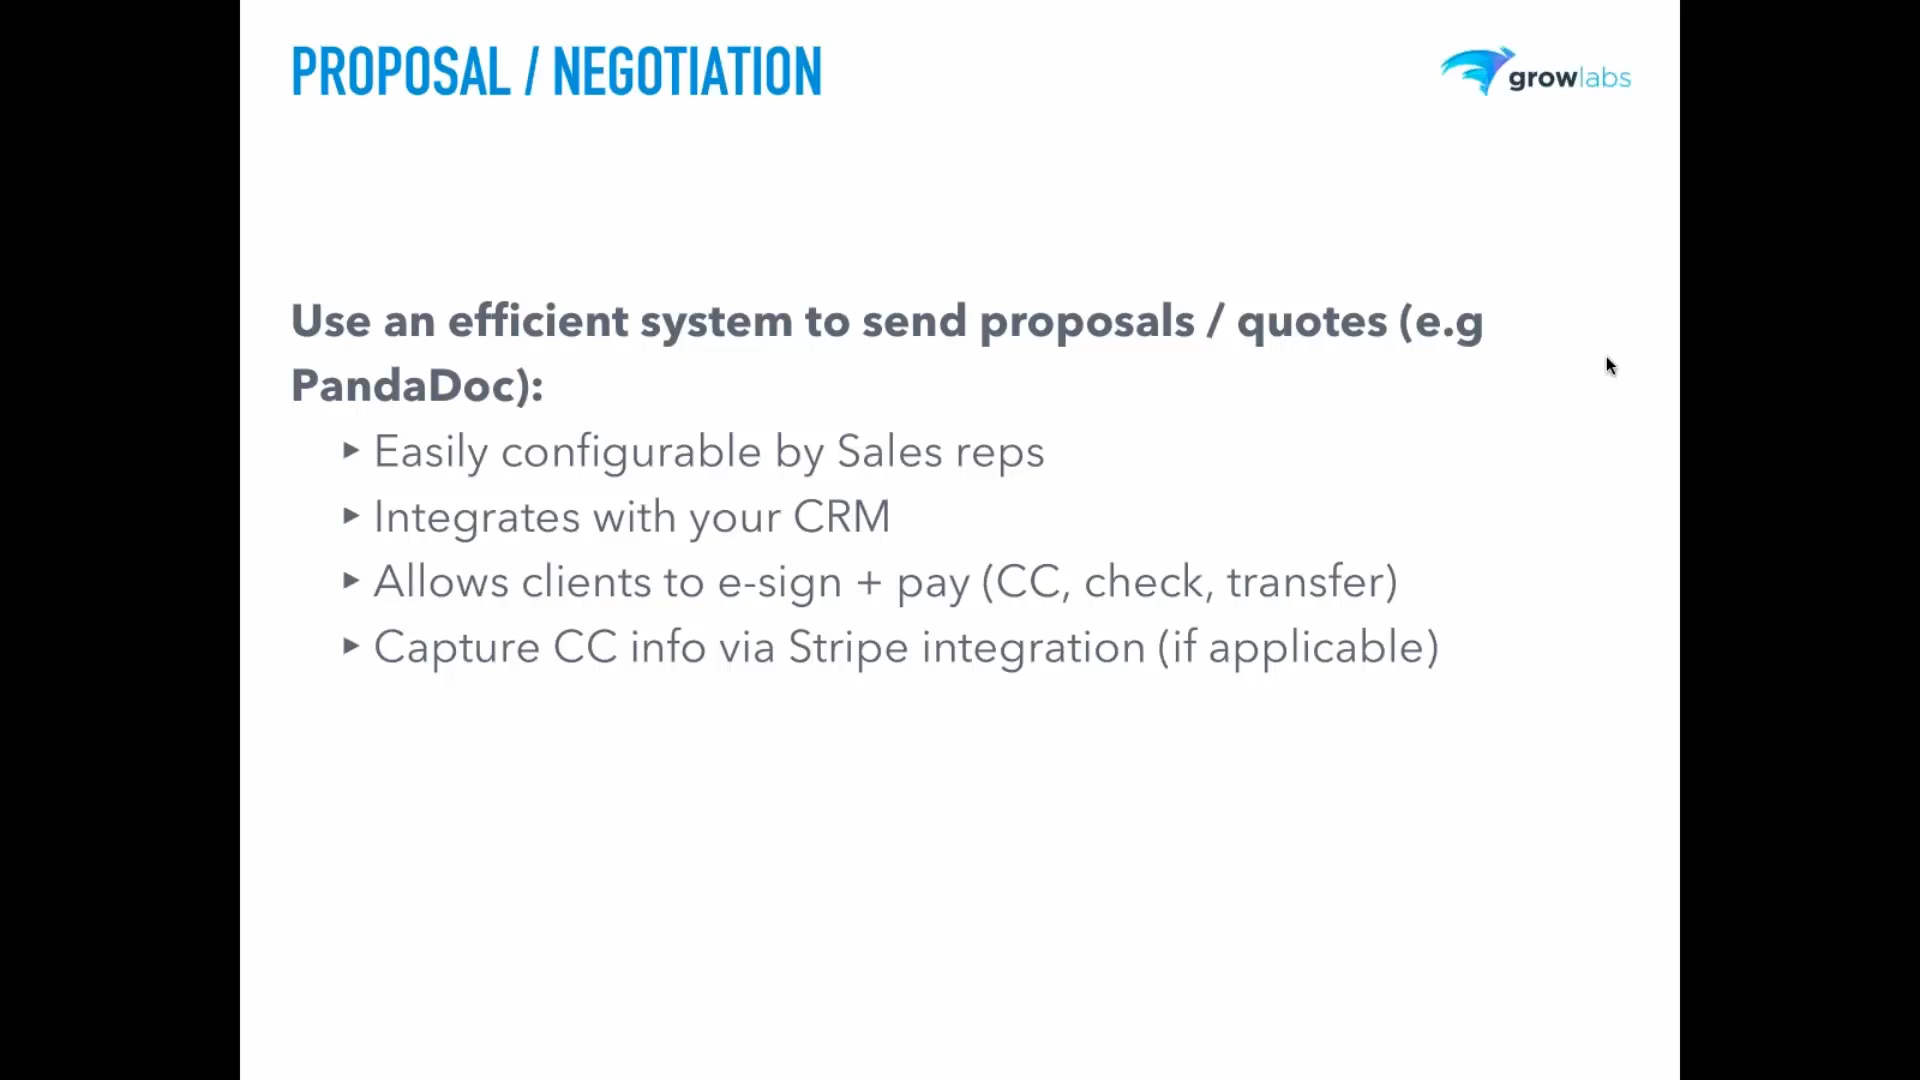 PROPOSAL / NEGOTIATION
growlabs
Use an efficient system to send proposals / quotes (e.g
PandaDoc):
‣ Easily configurable by Sales reps
‣ Integrates with your CRM
‣ Allows clients to e-sign + pay (CC, check, transfer)
‣ Capture CC info via Stripe integration (if applicable)